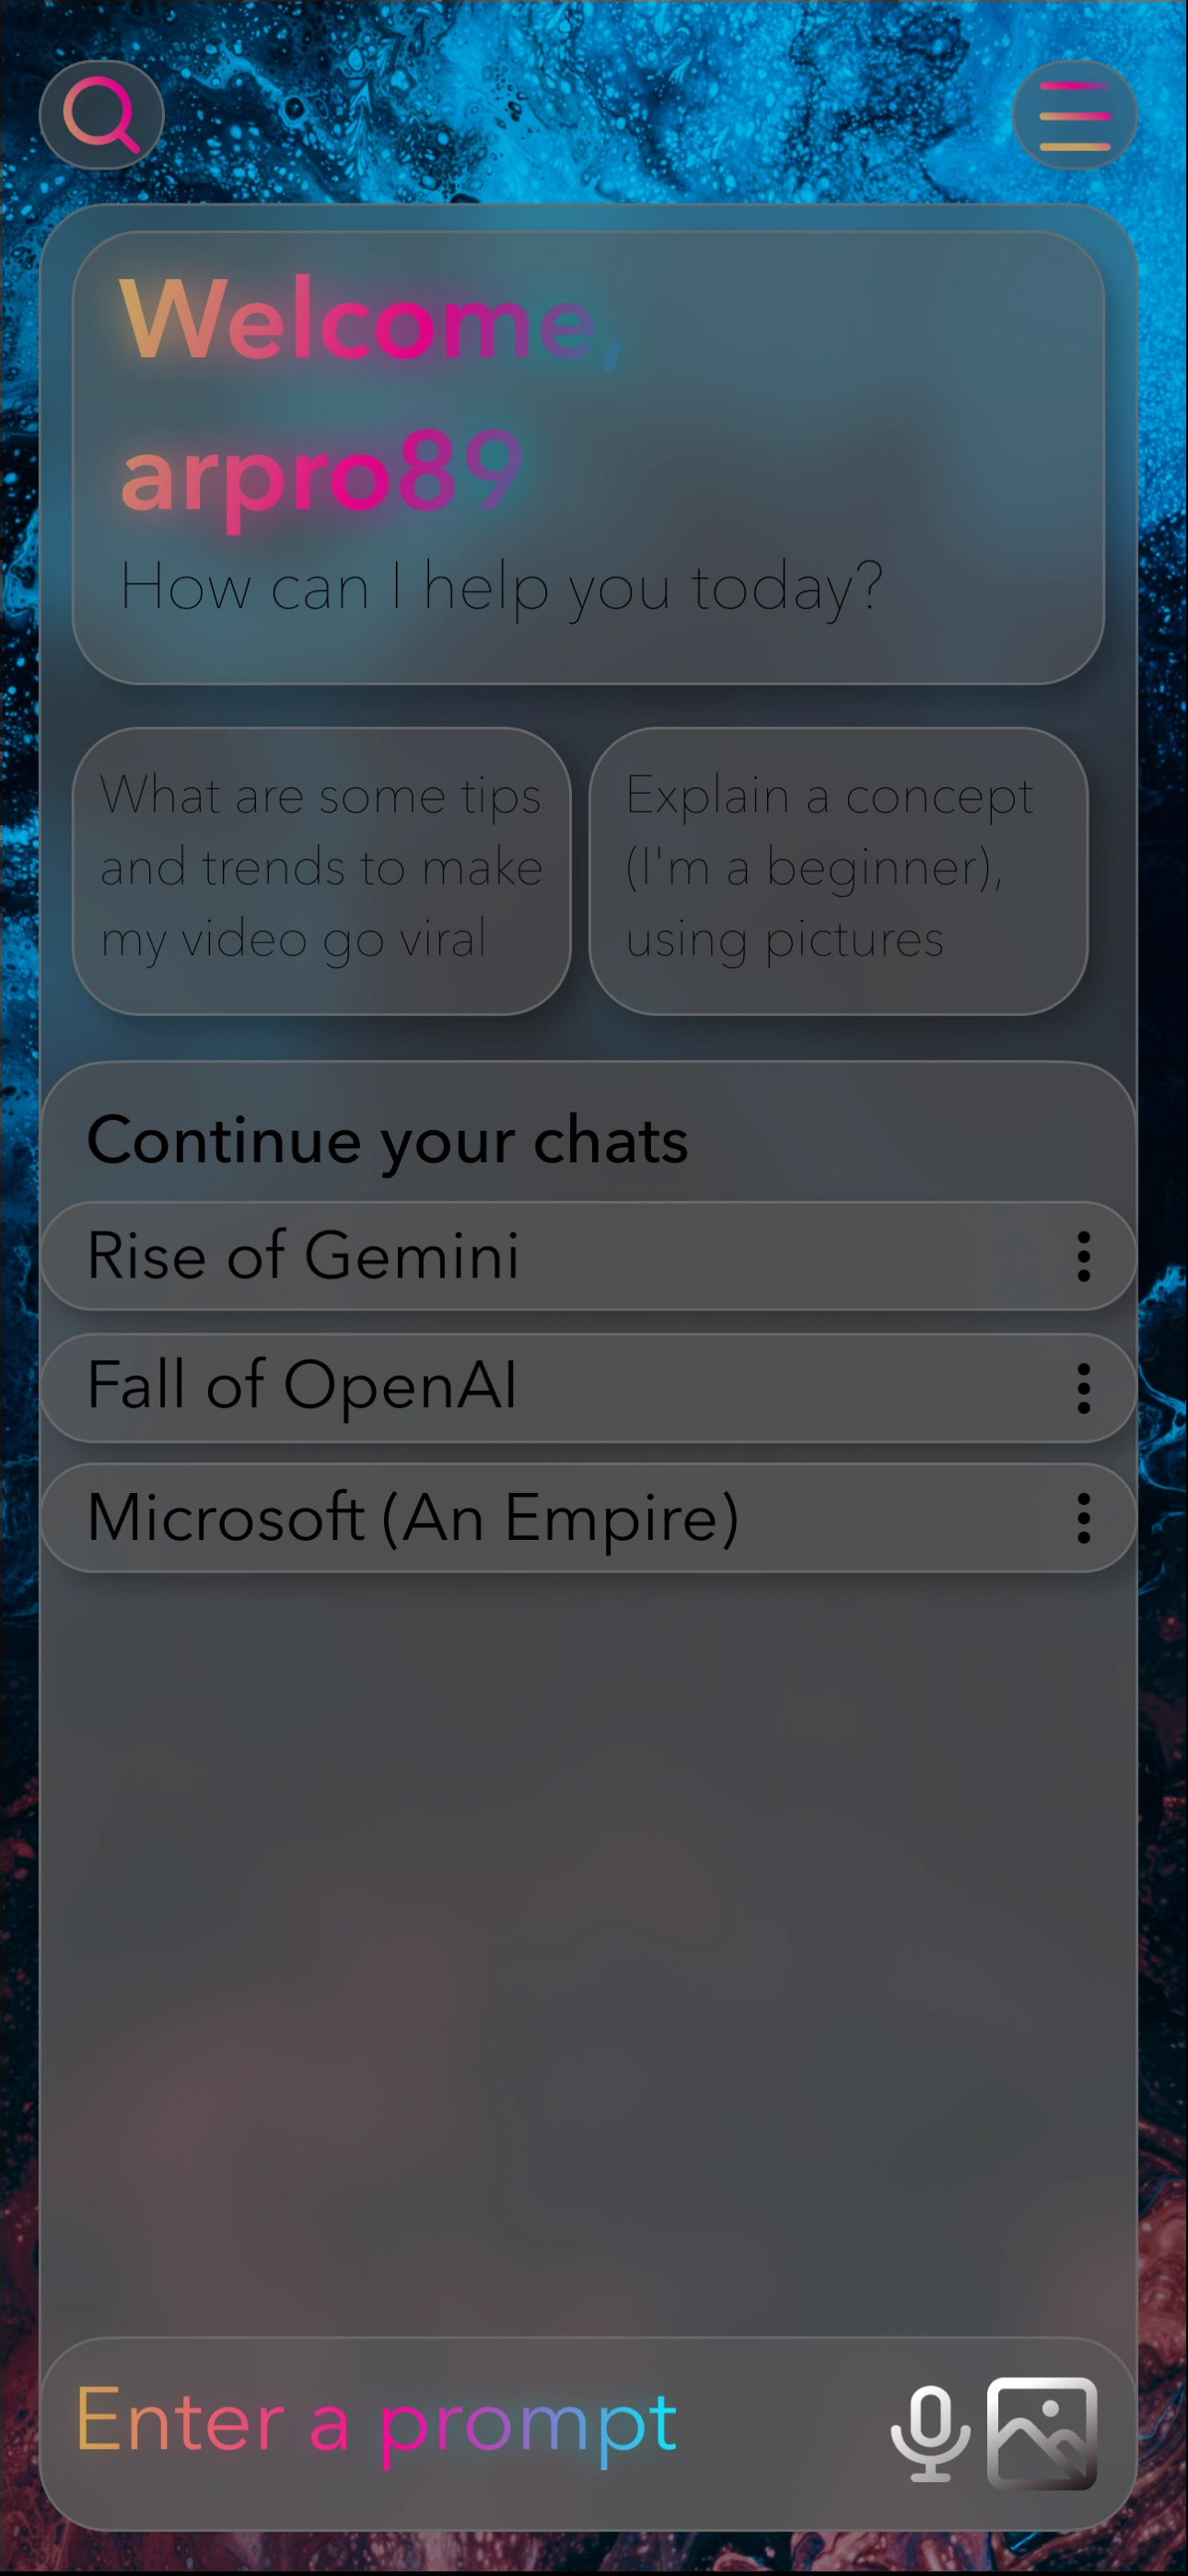 Welcome,
arpro89
How can I help you today?
What are some tips
and trends to make
my video go viral
Explain a concept
(I'm a beginner),
using pictures
Continue your chats
Rise of Gemini
Fall of OpenAI
Microsoft (An Empire)
Enter a prompt